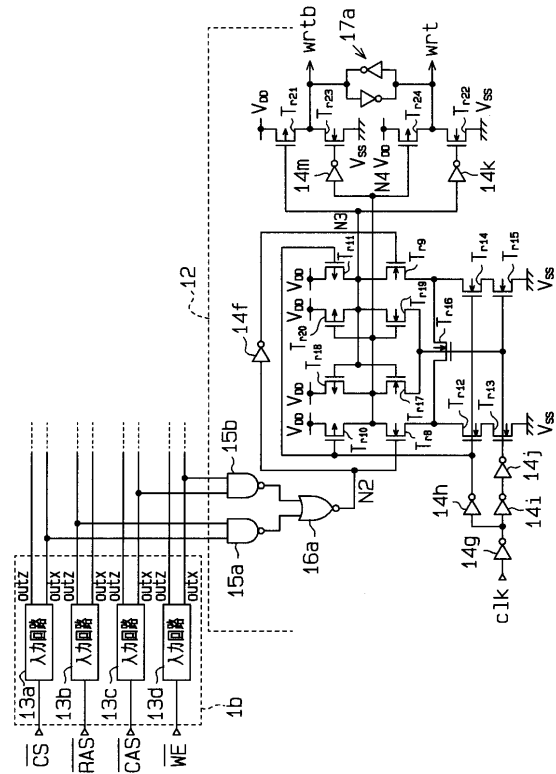 12
14f
N3
wrtb
17a
wrt
VDD
Tr21
Tr23
VSS
14m
N4
VDD
Tr24
Tr22
VSS
14k
VDD
Tr11
VDD
Tr20
VDD
Tr18
VDD
Tr10
Tr9
Tr19
Tr17
Tr8
Tr16
Tr14
Tr15
VSS
Tr12
Tr13
VSS
15b
15a
16a
N2
14h
14g
14i
14j
clk
CS
13a
入力回路
outz
outx
RAS
13b
入力回路
outz
outx
CAS
13c
入力回路
outz
outx
WE
13d
入力回路
outz
outx
1b